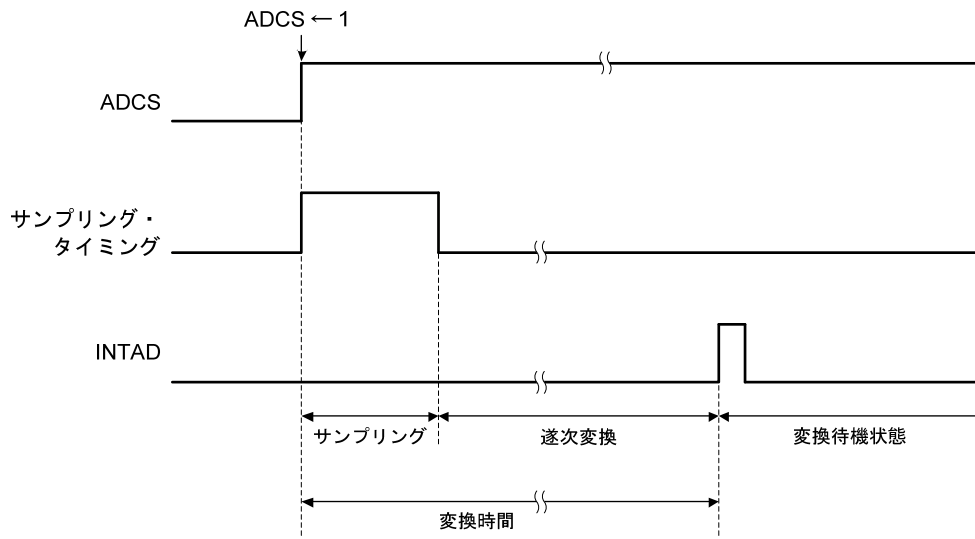 ADCS ← 1
ADCS
サンプリング・
タイミング
INTAD
サンプリング
逐次変換
変換待機状態
変換時間